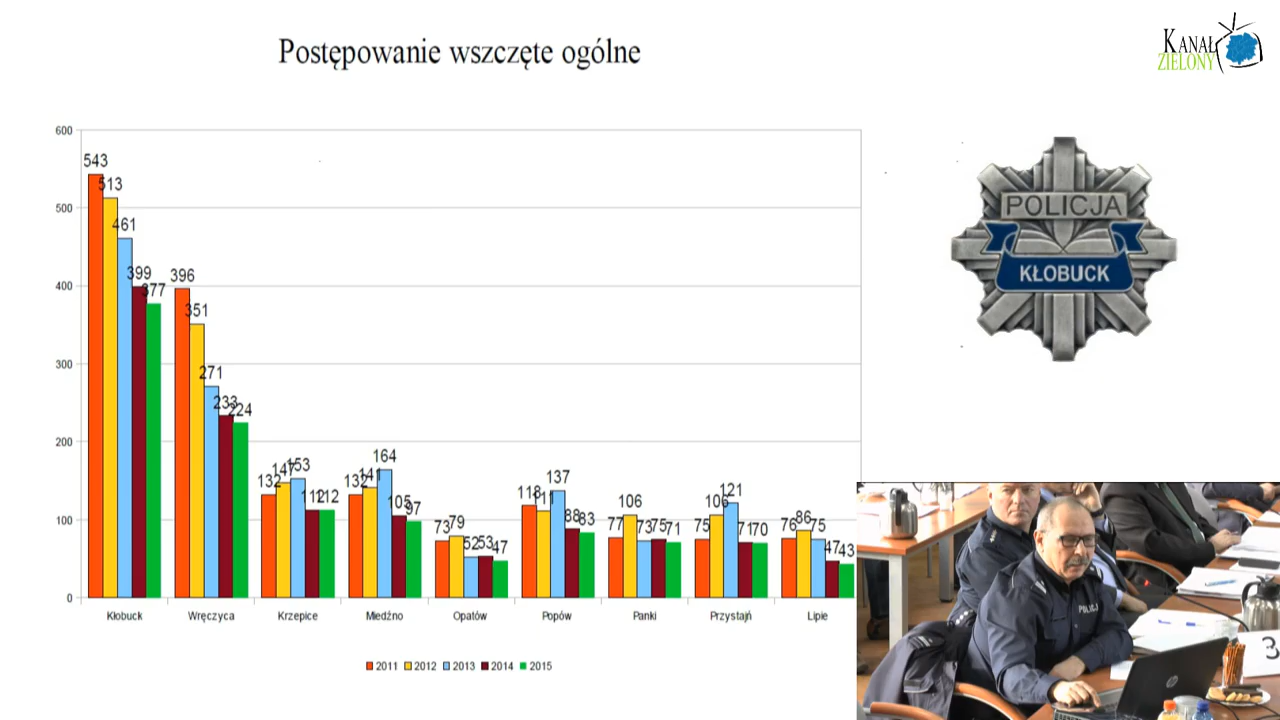 Postępowanie wszczęte ogólne
KANAŁ
ZIELONY
600
500
400
300
200
100
0
543 513 461 399 377
396 351 271 233 224
132 147 153 112 112
132 141 164 105 97
73 79 52 53 47
118 111 137 88 83
77 106 73 75 71
75 106 121 71 70
76 86 75 47 43
Kłobuck Wręczyca Krzepice Miedźno Opatów Popów Panki Przystajń Lipie
2011 2012 2013 2014 2015
POLICJA
KŁOBUCK
POLICJ
3